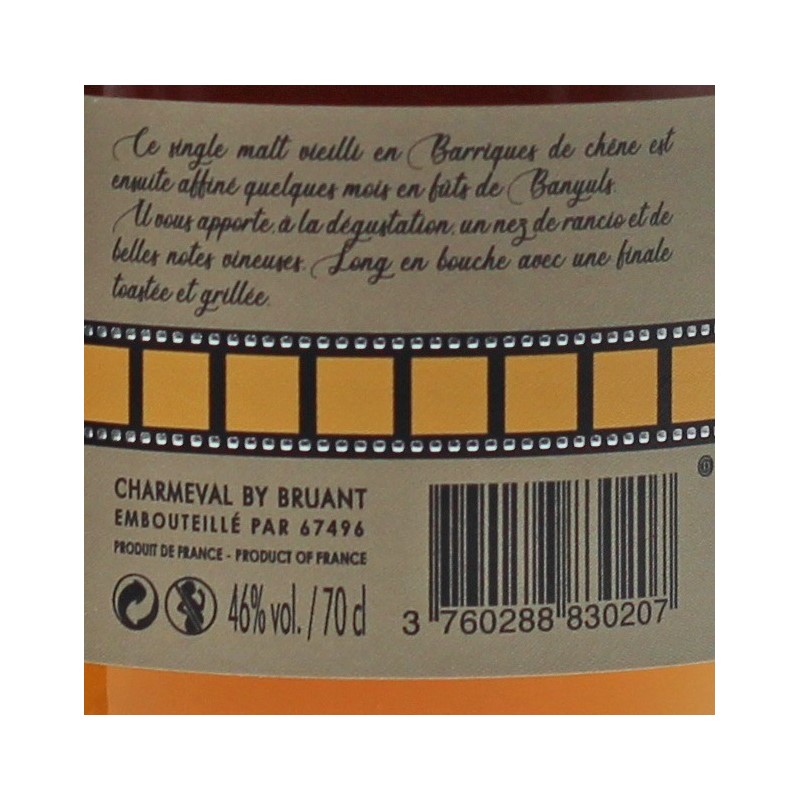 Ce single malt vieilli en Barriques de chêne est
ensuite affiné quelques mois en fûts de Banyuls.
Il vous apporte, à la dégustation, un nez de rancio et de
belles notes vineuses. Long en bouche avec une finale
toastée et grillée.
CHARMEVAL BY BRUANT
EMBOUTEILLÉ PAR 67496
PRODUIT DE FRANCE - PRODUCT OF FRANCE
46% vol. / 70 cl
3 760288 830207